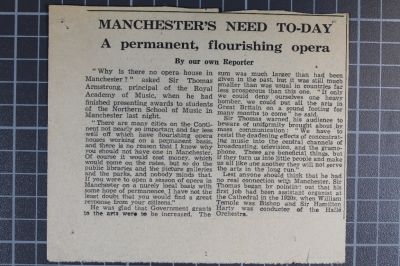 MANCHESTER'S NEED TO-DAY
A permanent, flourishing opera
By our own Reporter
"Why is there no opera house in
Manchester?" asked Sir Thomas
Armstrong, principal of the Royal
Academy of Music, when he had
finished presenting awards to students
of the Northern School of Music in
Manchester last night.
"There are many cities on the Conti-
nent not nearly so important and far less
well off which have flourishing opera
houses working on a permanent basis,
and there is no reason that I know why
you should not have one in Manchester.
Of course it would cost money, which
would come on the rates, but so do the
public libraries and the picture galleries
and the parks, and nobody minds that.
If you were to open a season of opera in
Manchester on a purely local basis with
some hope of permanence, I have not the
least doubt that you would find a great
response from your citizens."
He was glad that Government grants
to the arts were to be increased. The
sum was much larger than had been
given in the past, but it was still much
smaller than was usual in countries far
less prosperous than this one. "If only
we could deny ourselves one heavy
bomber, we could put all the arts in
Great Britain on a sound footing for
many months to come" he said.
Sir Thomas warned his audience to
beware of uniformity brought about by
mass communication: "We have to
resist the deadening effects of concentrat-
ing music into the central channels of
broadcasting, television, and the gramo-
phone. They are beneficial things, but
if they turn us into little people and make
us all like one another they will not serve
the arts in the long run."
Lest anyone should think that he had
no real connection with Manchester, Sir
Thomas began by pointing out that his
first job had been assistant organist at
the Cathedral in the 1920s, when William
Temple was Bishop and Sir Hamilton
Harty was conductor of the Hallé
Orchestra.